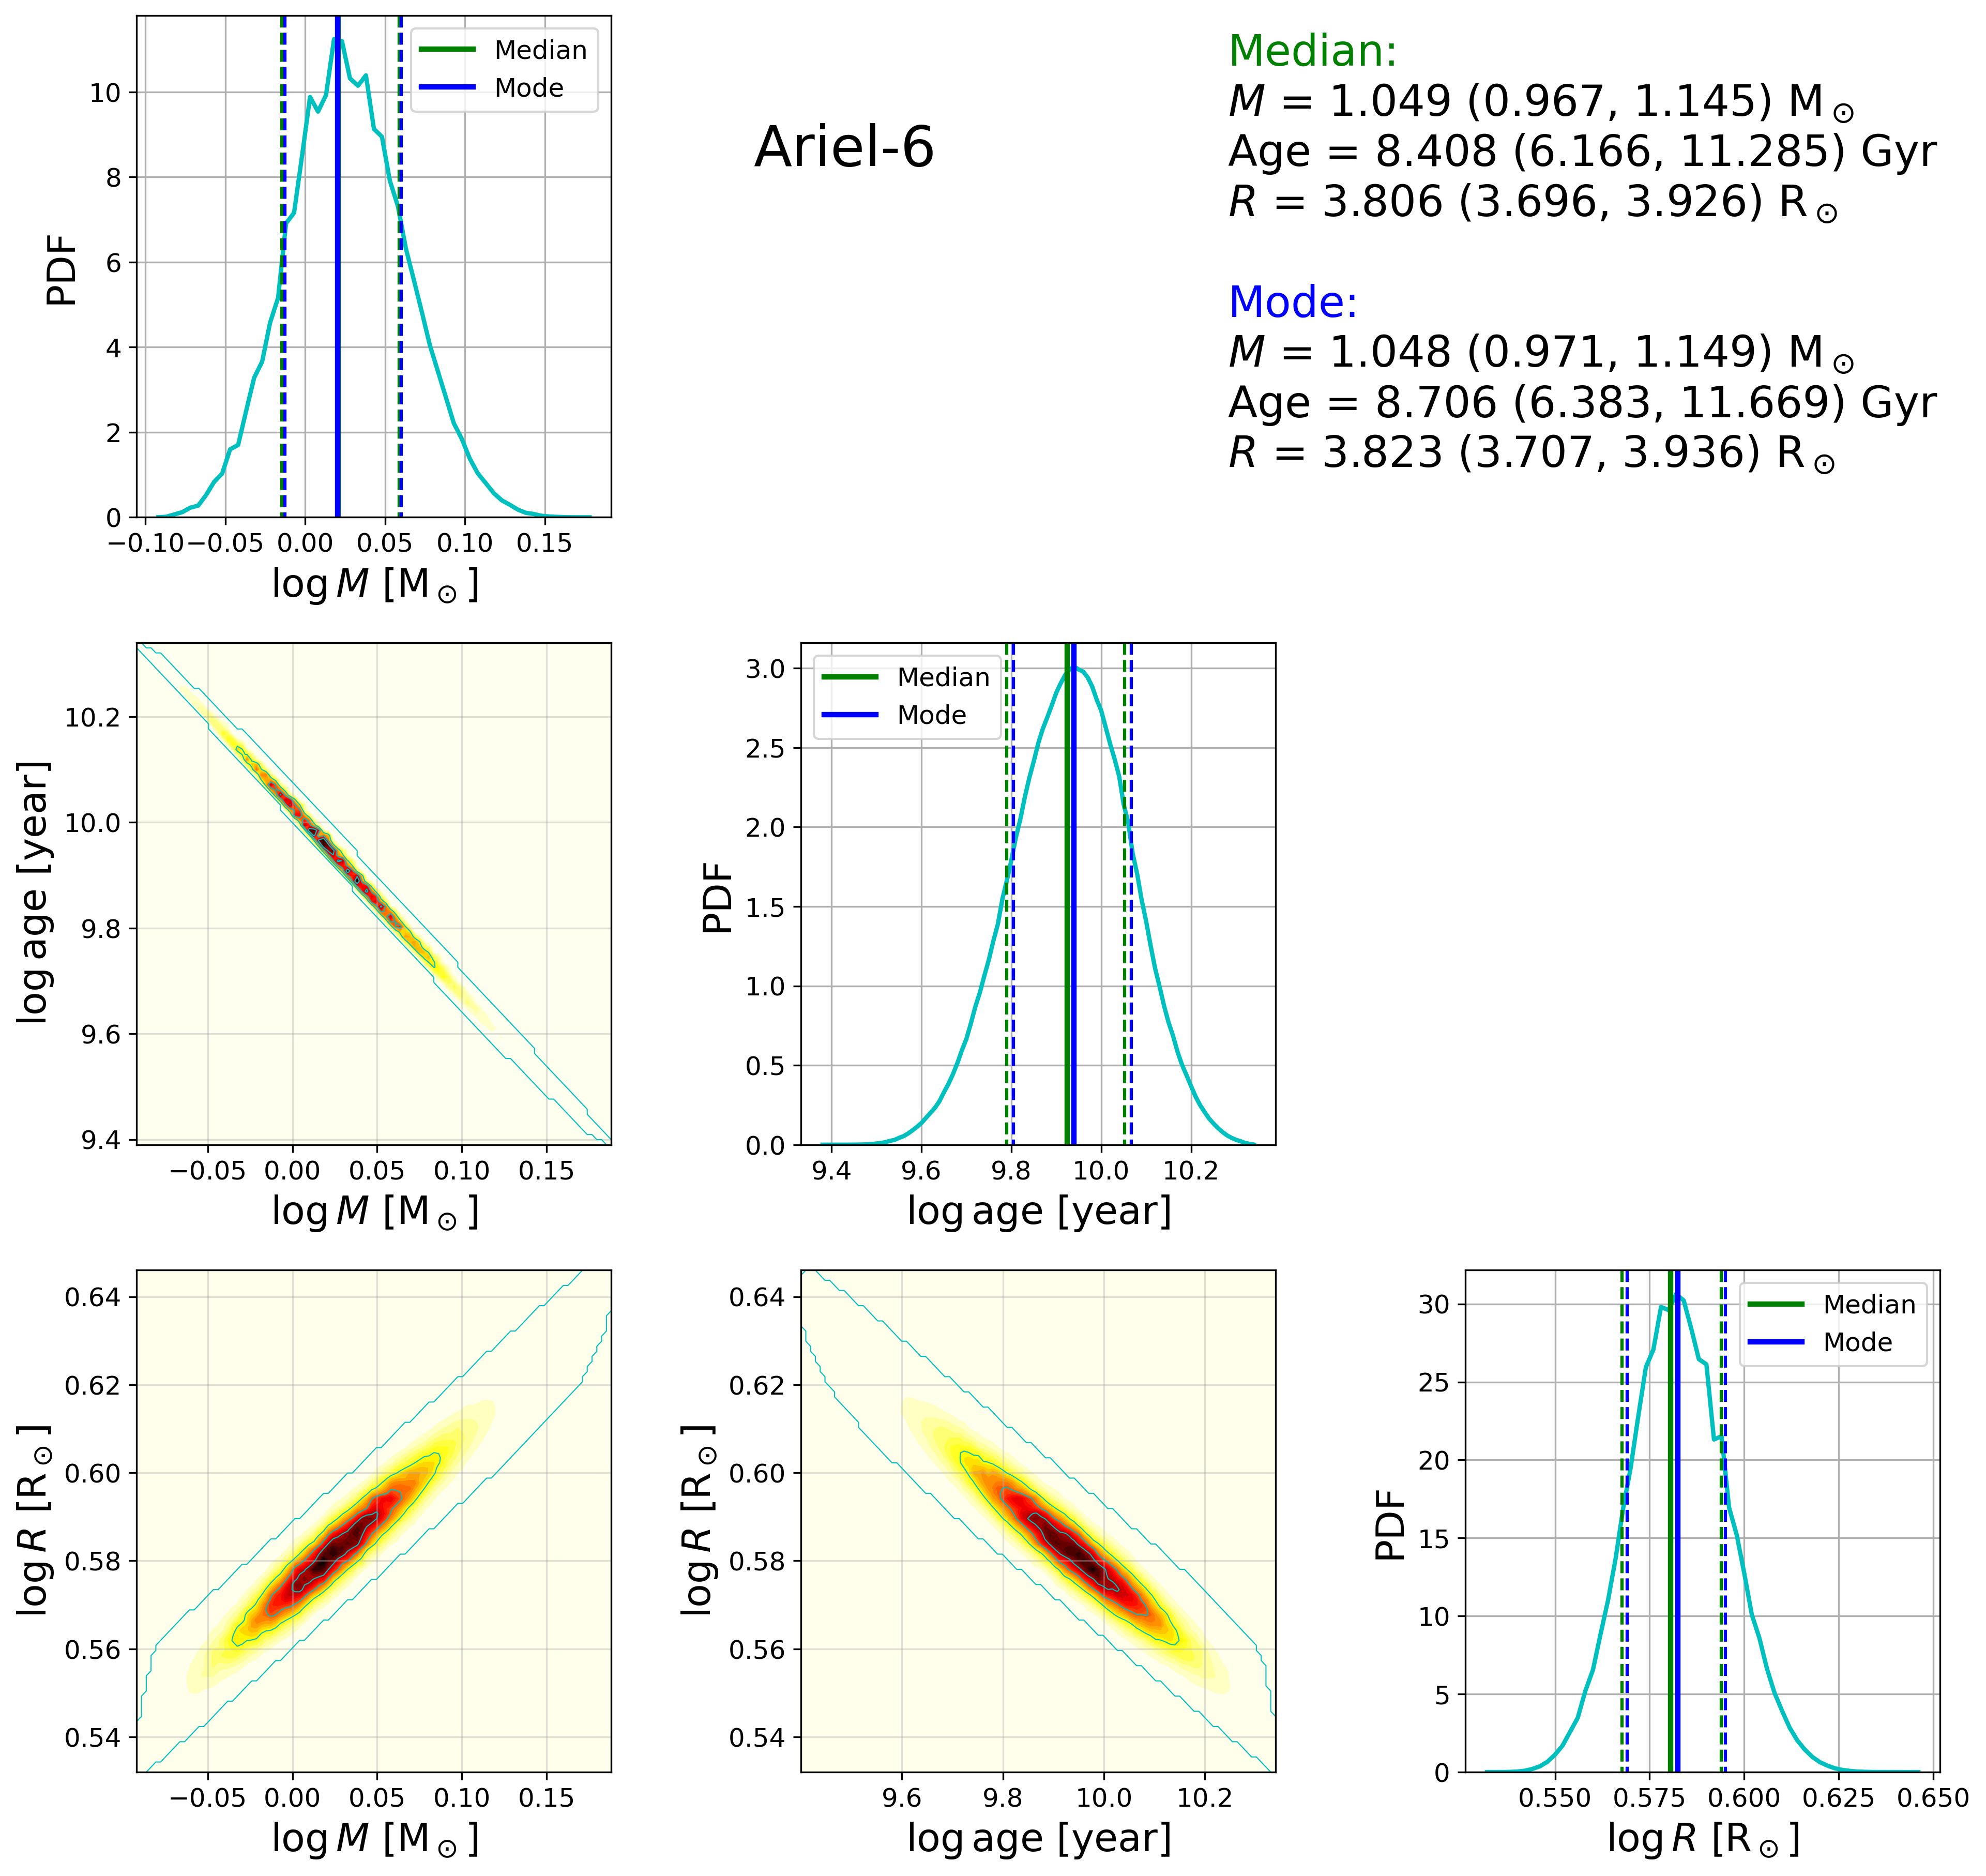 Median
Mode
10
8
6
4
2
0
PDF
−0.10 −0.05 0.00 0.05 0.10 0.15
log M [M⊙]
Ariel-6
Median:
M = 1.049 (0.967, 1.145) M⊙
Age = 8.408 (6.166, 11.285) Gyr
R = 3.806 (3.696, 3.926) R⊙
Mode:
M = 1.048 (0.971, 1.149) M⊙
Age = 8.706 (6.383, 11.669) Gyr
R = 3.823 (3.707, 3.936) R⊙
10.2
10.0
9.8
9.6
9.4
log age [year]
−0.05 0.00 0.05 0.10 0.15
log M [M⊙]
Median
Mode
3.0
2.5
2.0
1.5
1.0
0.5
0.0
PDF
9.4 9.6 9.8 10.0 10.2
log age [year]
0.64
0.62
0.60
0.58
0.56
0.54
log R [R⊙]
−0.05 0.00 0.05 0.10 0.15
log M [M⊙]
0.64
0.62
0.60
0.58
0.56
0.54
log R [R⊙]
9.6 9.8 10.0 10.2
log age [year]
Median
Mode
30
25
20
15
10
5
0
PDF
0.550 0.575 0.600 0.625 0.650
log R [R⊙]